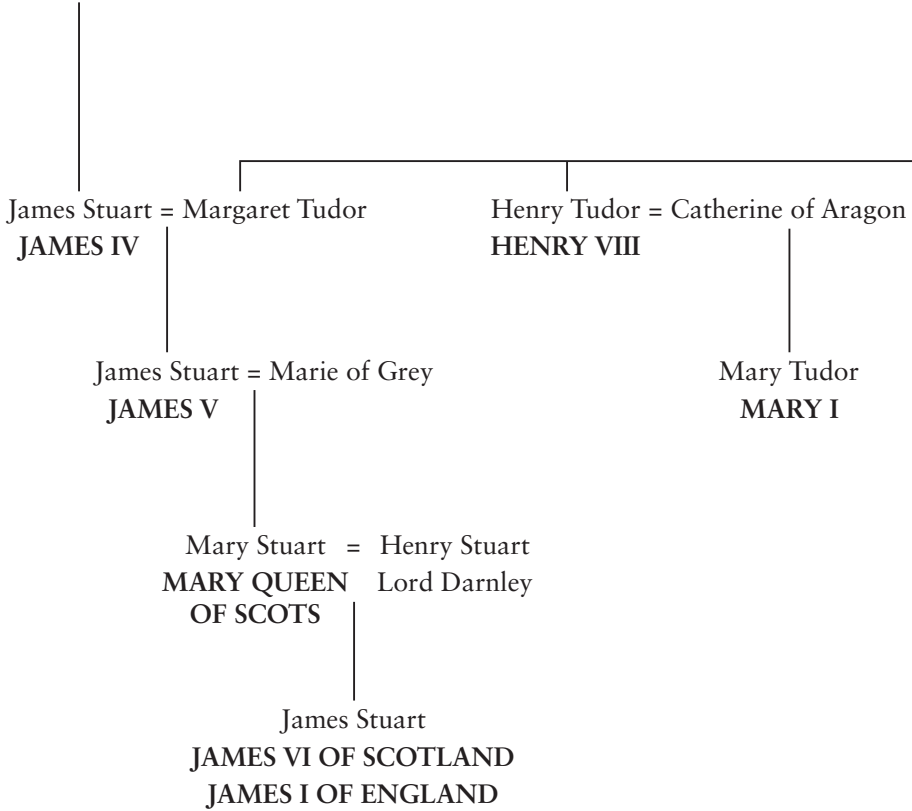 James Stuart = Margaret Tudor
JAMES IV
Henry Tudor = Catherine of Aragon
HENRY VIII
James Stuart = Marie of Grey
JAMES V
Mary Tudor
MARY I
Mary Stuart = Henry Stuart
MARY QUEEN Lord Darnley
OF SCOTS
James Stuart
JAMES VI OF SCOTLAND
JAMES I OF ENGLAND